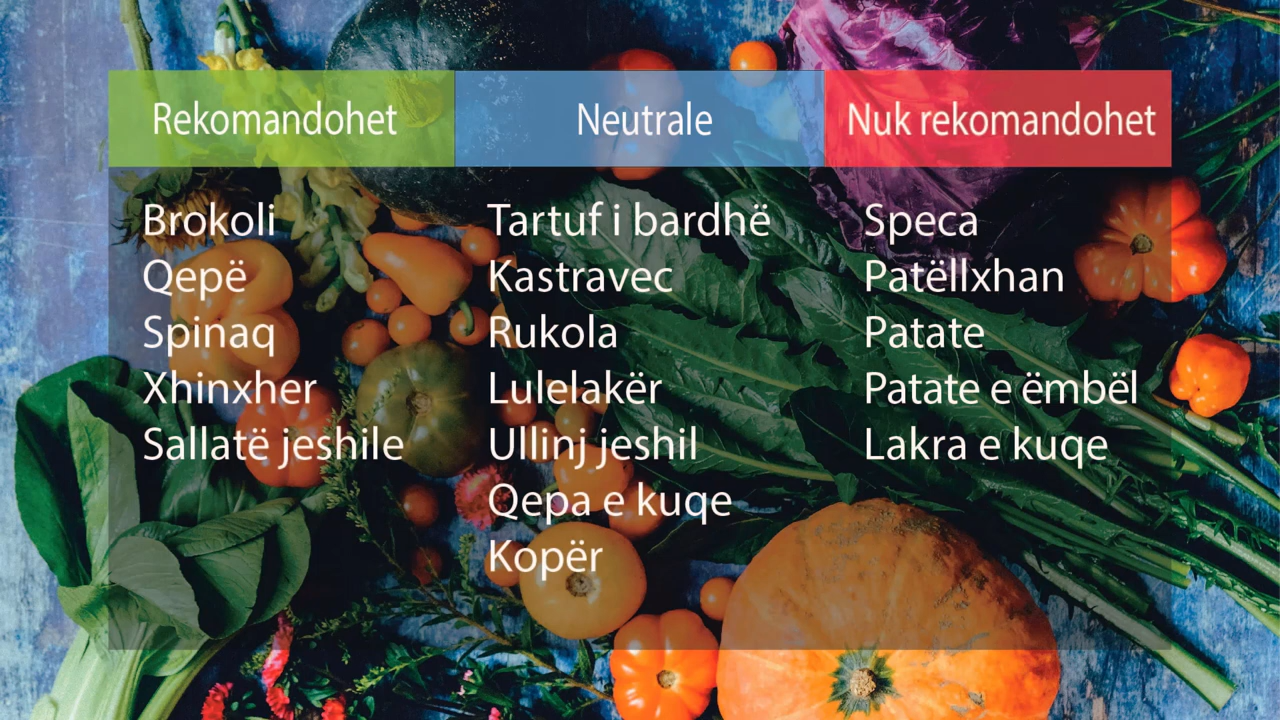 Rekomandohet
Neutrale
Nuk rekomandohet
Brokoli
Qepë
Spinaq
Xhinxher
Sallatë jeshile
Tartuf i bardhë
Kastravec
Rukola
Lulelakër
Ullinj jeshil
Qepa e kuqe
Kopër
Speca
Patëllxhan
Patate
Patate e ëmbël
Lakra e kuqe